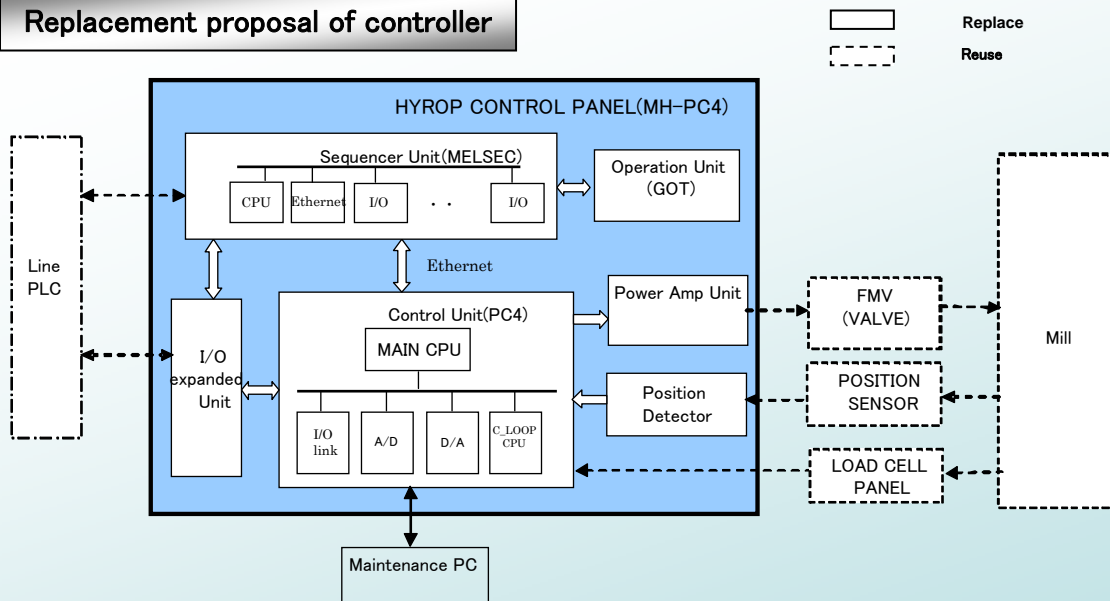 Replacement proposal of controller
Replace
Reuse
HYROP CONTROL PANEL(MH-PC4)
Sequencer Unit(MELSEC)
CPU
Ethernet
I/O
. .
I/O
Operation Unit
(GOT)
Line
PLC
Ethernet
I/O
expanded
Unit
Control Unit(PC4)
MAIN CPU
I/O
link
A/D
D/A
C_LOOP
CPU
Power Amp Unit
Position
Detector
FMV
(VALVE)
POSITION
SENSOR
LOAD CELL
PANEL
Mill
Maintenance PC